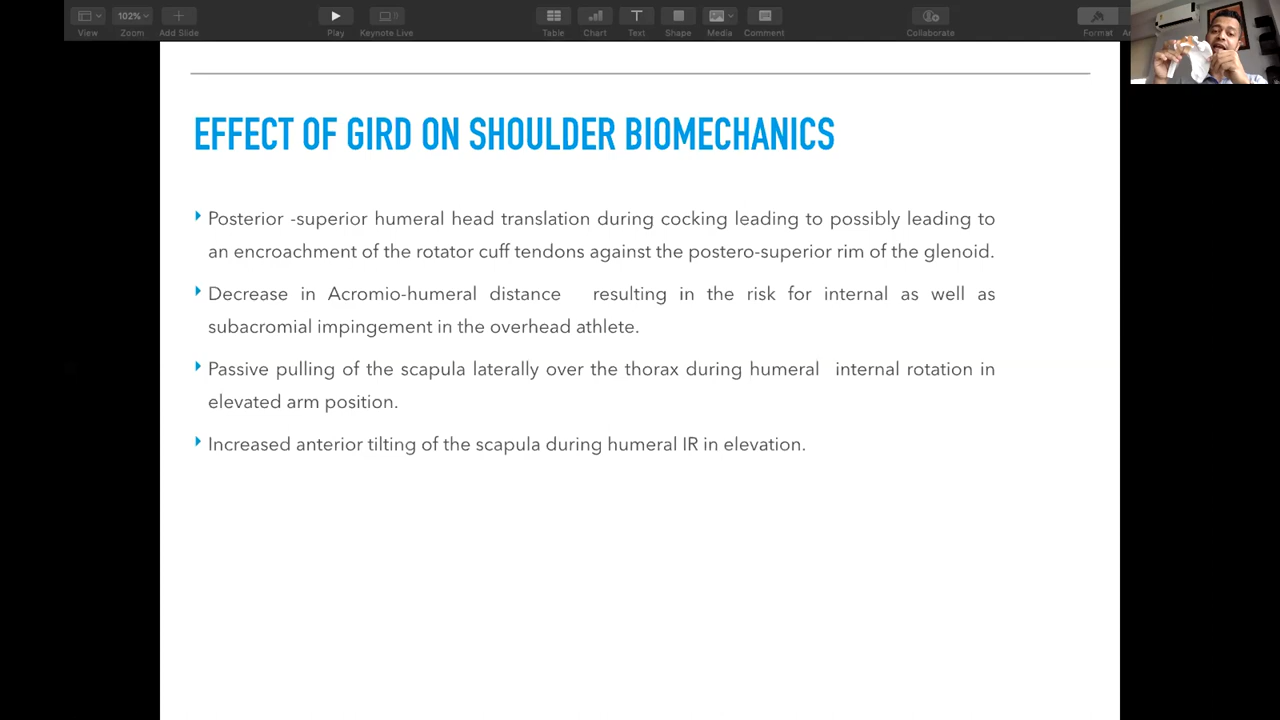 View
102%
Zoom
Add Slide
Play
Keynote Live
Table
Chart
Text
Shape
Media
Comment
Collaborate
Format
EFFECT OF GIRD ON SHOULDER BIOMECHANICS
Posterior -superior humeral head translation during cocking leading to possibly leading to
an encroachment of the rotator cuff tendons against the postero-superior rim of the glenoid.
Decrease in Acromio-humeral distance resulting in the risk for internal as well as
subacromial impingement in the overhead athlete.
Passive pulling of the scapula laterally over the thorax during humeral internal rotation in
elevated arm position.
Increased anterior tilting of the scapula during humeral IR in elevation.